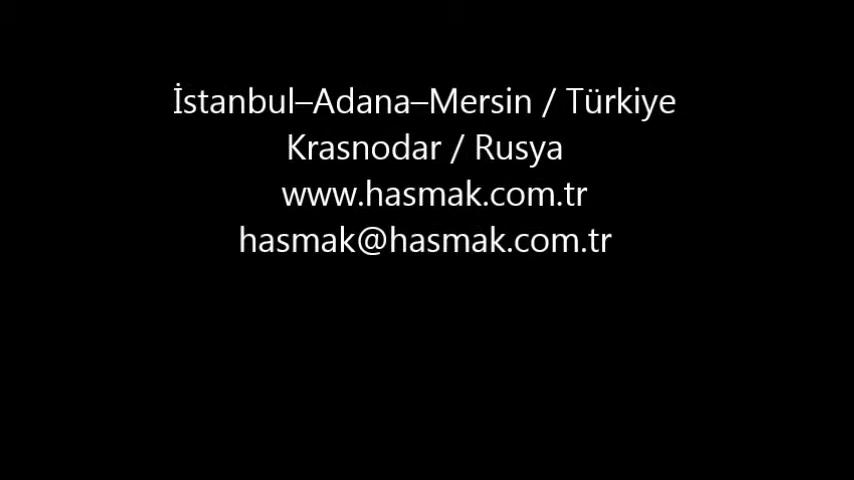 İstanbul–Adana–Mersin / Türkiye
Krasnodar / Rusya
www.hasmak.com.tr
hasmak@hasmak.com.tr